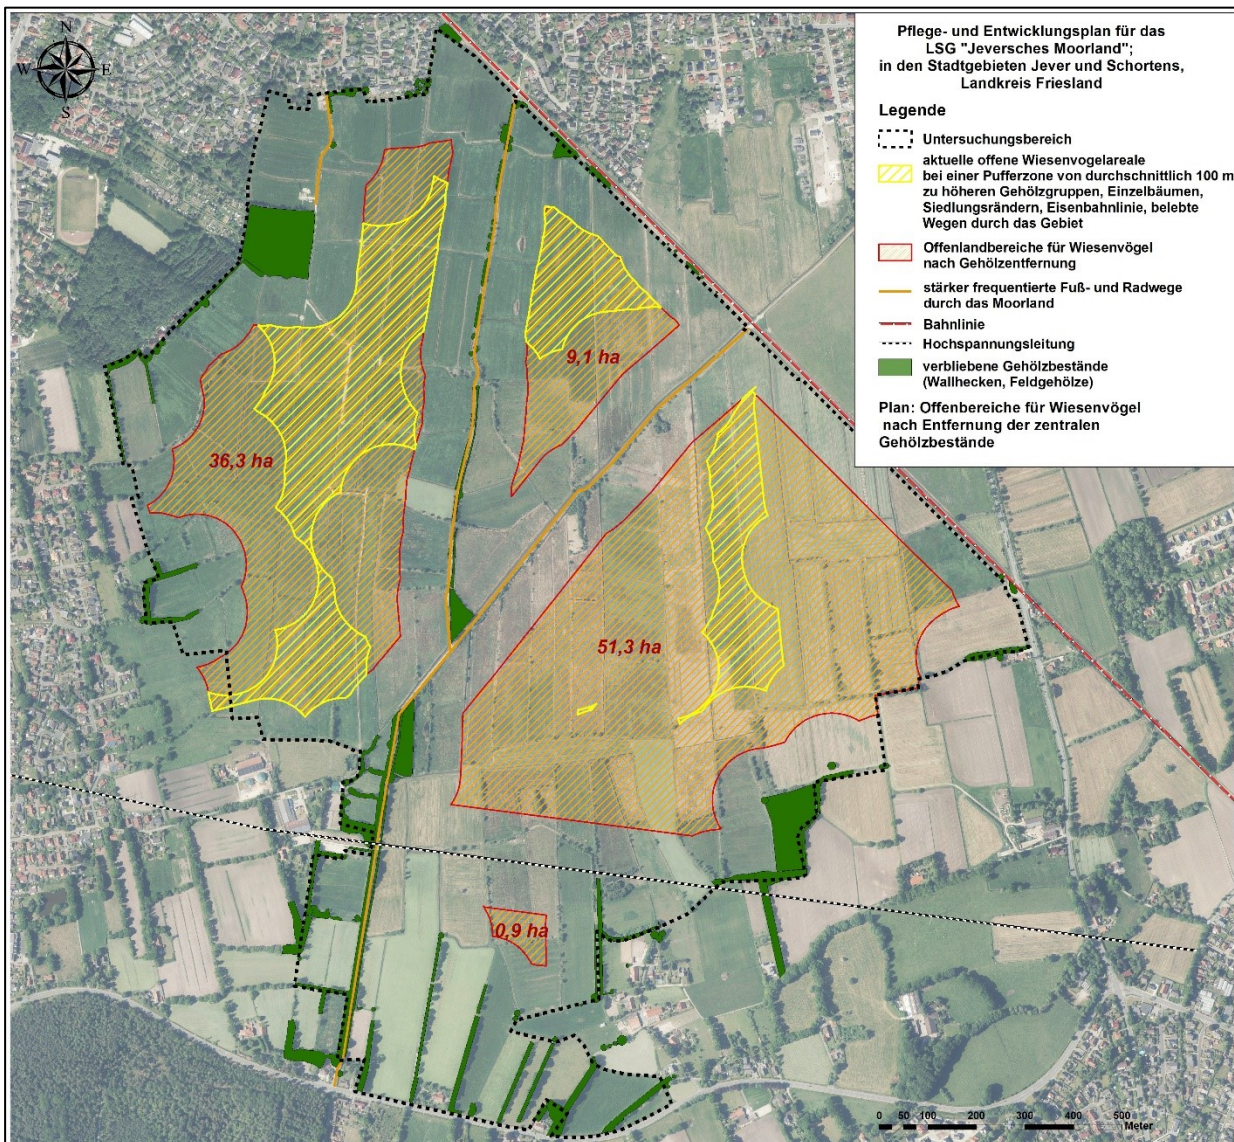 N
W E
S
Pflege- und Entwicklungsplan für das
LSG "Jeversches Moorland";
in den Stadtgebieten Jever und Schortens,
Landkreis Friesland
Legende
Untersuchungsbereich
aktuelle offene Wiesenvogelareale
bei einer Pufferzone von durchschnittlich 100 m
zu höheren Gehölzgruppen, Einzelbäumen,
Siedlungsrändern, Eisenbahnlinie, belebte
Wegen durch das Gebiet
Offenlandbereiche für Wiesenvögel
nach Gehölzentfernung
stärker frequentierte Fuß- und Radwege
durch das Moorland
Bahnlinie
Hochspannungsleitung
verbliebene Gehölzbestände
(Wallhecken, Feldgehölze)
Plan: Offenbereiche für Wiesenvögel
nach Entfernung der zentralen
Gehölzbestände
9,1 ha
36,3 ha
51,3 ha
0,9 ha
0 50 100 200 300 400 500
Meter